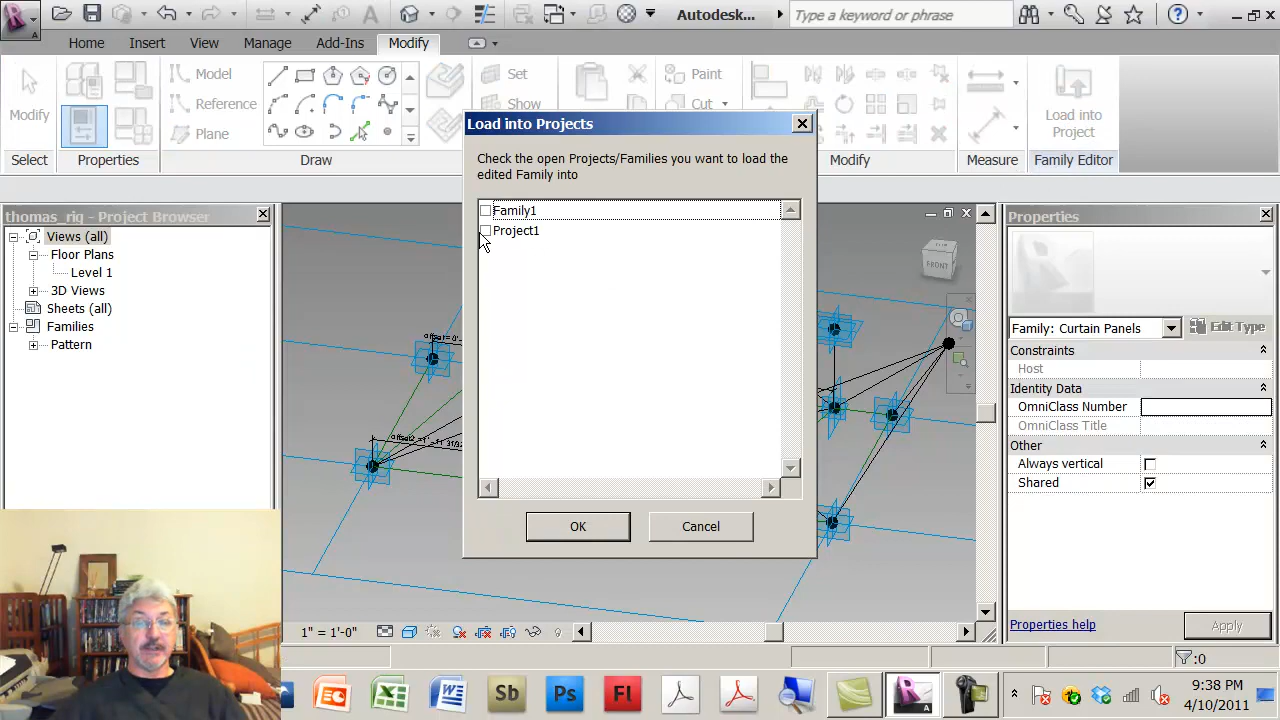 Autodesk...
Type a keyword or phrase
Home
Insert
View
Manage
Add-Ins
Modify
Modify
Model
Reference
Plane
Set
Show
Paint
Cut
Load into
Project
Select
Properties
Draw
Modify
Measure
Family Editor
Load into Projects
Check the open Projects/Families you want to load the
edited Family into
Family1
Project1
OK
Cancel
thomas_rig - Project Browser
Views (all)
Floor Plans
Level 1
3D Views
Sheets (all)
Families
Pattern
FRONT
Properties
Family: Curtain Panels
Edit Type
Constraints
Host
Identity Data
OmniClass Number
OmniClass Title
Other
Always vertical
Shared
Properties help
Apply
1" = 1'-0"
:0
Sb
Ps
Fl
9:38 PM
4/10/2011